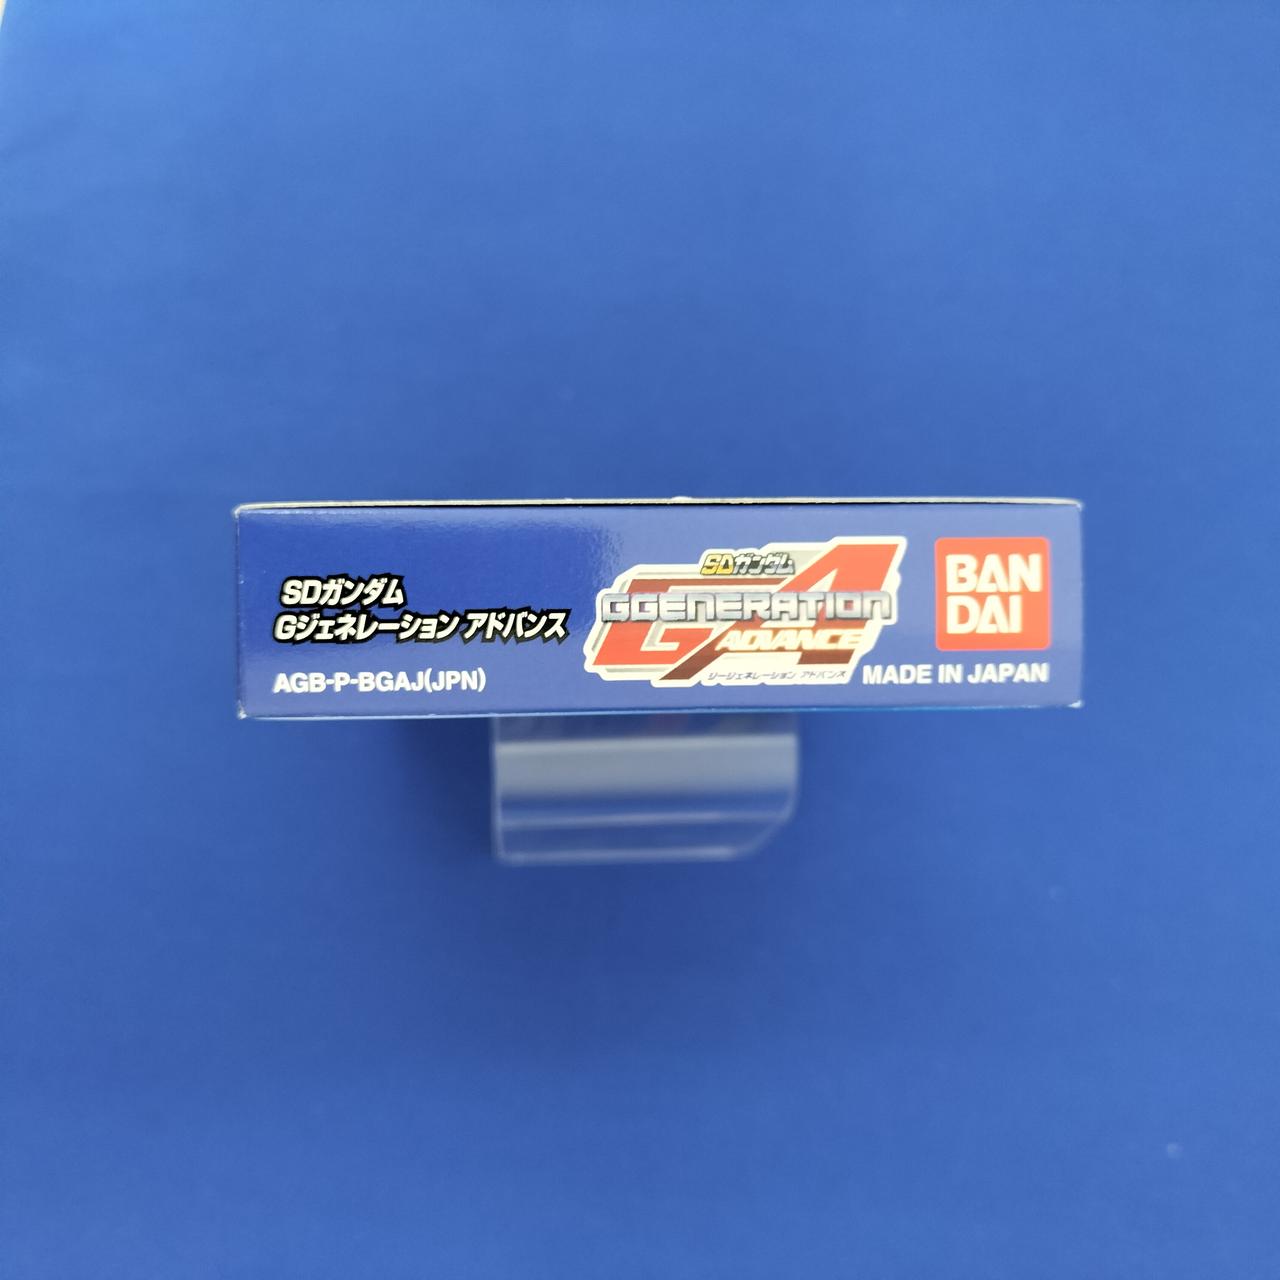 SDガンダム
Gジェネレーション アドバンス
AGB-P-BGAJ(JPN)
SDガンダム
GGENERATION
ADVANCE
ジージェネレーション アドバンス
BAN
DAI
MADE IN JAPAN